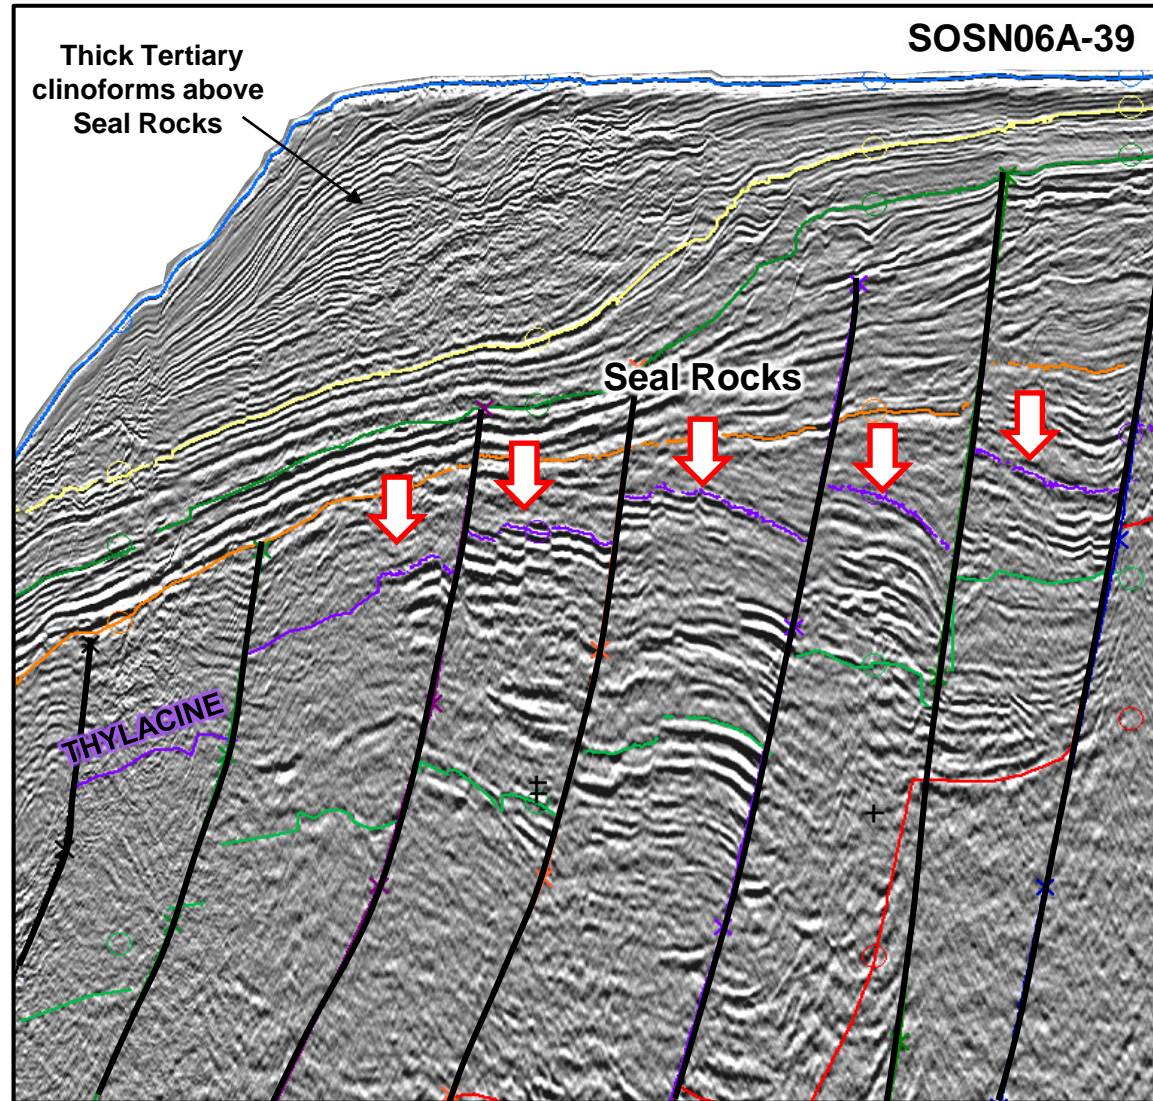 SOSN06A-39
Thick Tertiary
clinoforms above
Seal Rocks
Seal Rocks
THYLACINE